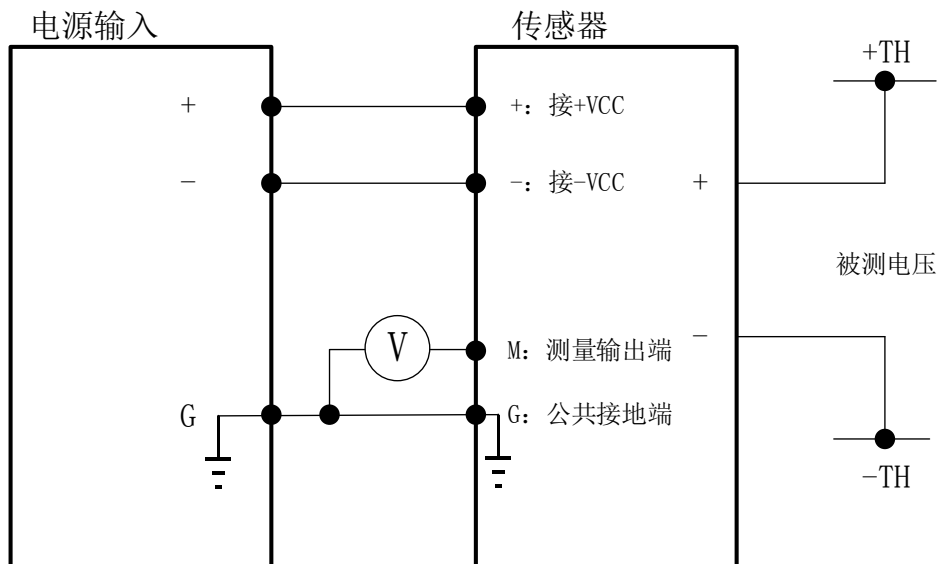 电源输入
传感器
+TH
+
+: 接+VCC
−
−: 接−VCC
+
被测电压
V
M: 测量输出端
−
G
G: 公共接地端
−TH